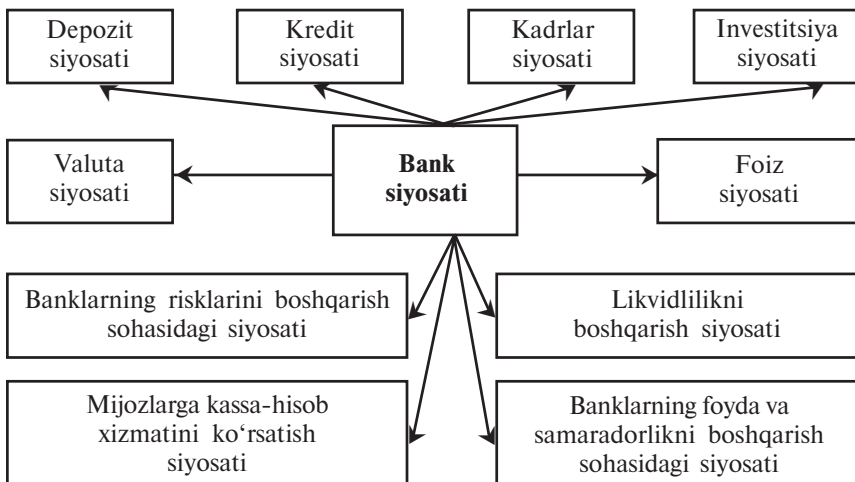 Depozit
siyosati
Kredit
siyosati
Kadrlar
siyosati
Investitsiya
siyosati
Valuta
siyosati
Bank
siyosati
Foiz
siyosati
Banklarning risklarini boshqarish
sohasidagi siyosati
Likvidlilikni
boshqarish siyosati
Mijozlarga kassa-hisob
xizmatini ko‘rsatish
siyosati
Banklarning foyda va
samaradorlikni boshqarish
sohasidagi siyosati